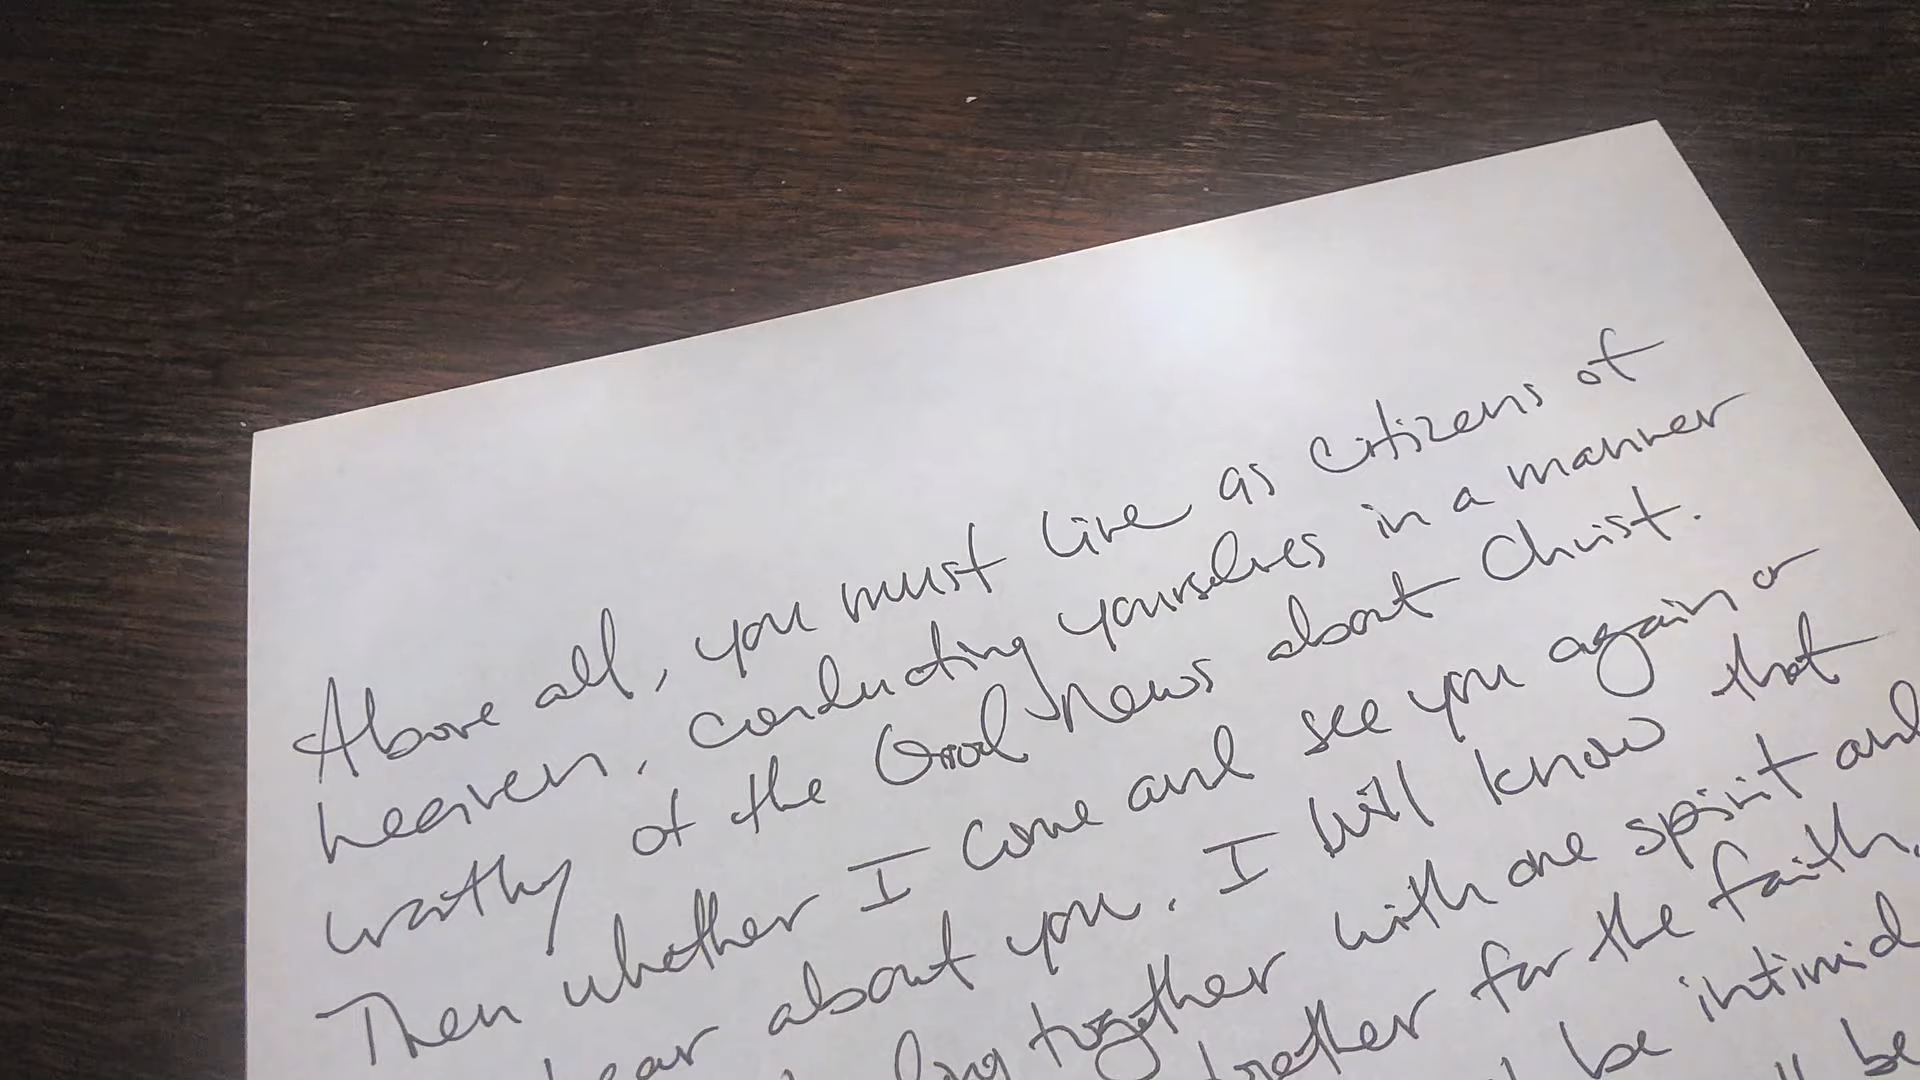 Above all, you must live as citizens of
heaven, conducting yourselves in a manner
worthy of the Good News about Christ.
Then whether I come and see you again or
hear about you, I will know that
together with one spirit and
together for the faith,
be
be